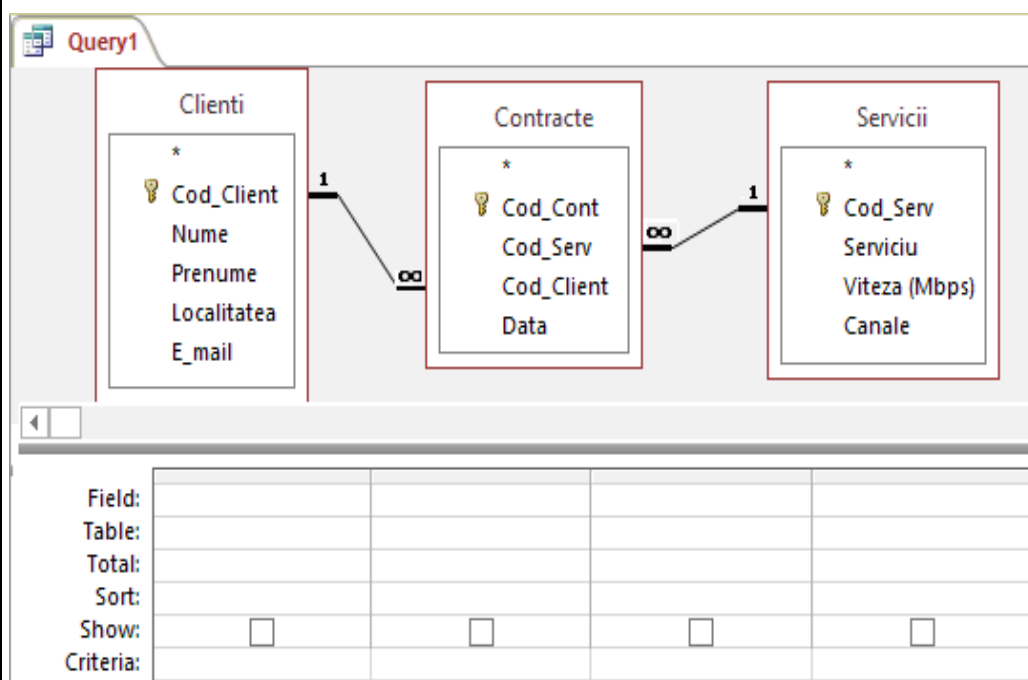 Query1
Clienti
*
Cod_Client
Nume
Prenume
Localitatea
E_mail
1
∞
Contracte
*
Cod_Cont
Cod_Serv
Cod_Client
Data
∞
1
Servicii
*
Cod_Serv
Serviciu
Viteza (Mbps)
Canale
Field:
Table:
Total:
Sort:
Show:
Criteria: